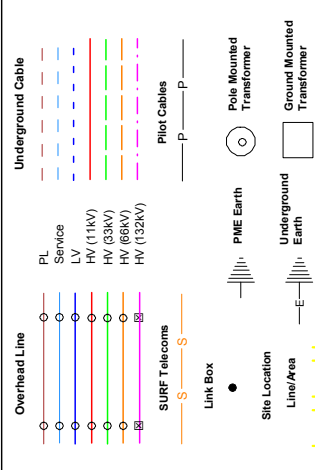 Overhead Line
Underground Cable
PL
Service
LV
HV (11kV)
HV (33kV)
HV (66kV)
HV (132kV)
SURF Telecoms
Pilot Cables
S S
P P
Link Box
PME Earth
Pole Mounted
Transformer
Site Location
Line/Area
Underground
Earth
E
Ground Mounted
Transformer